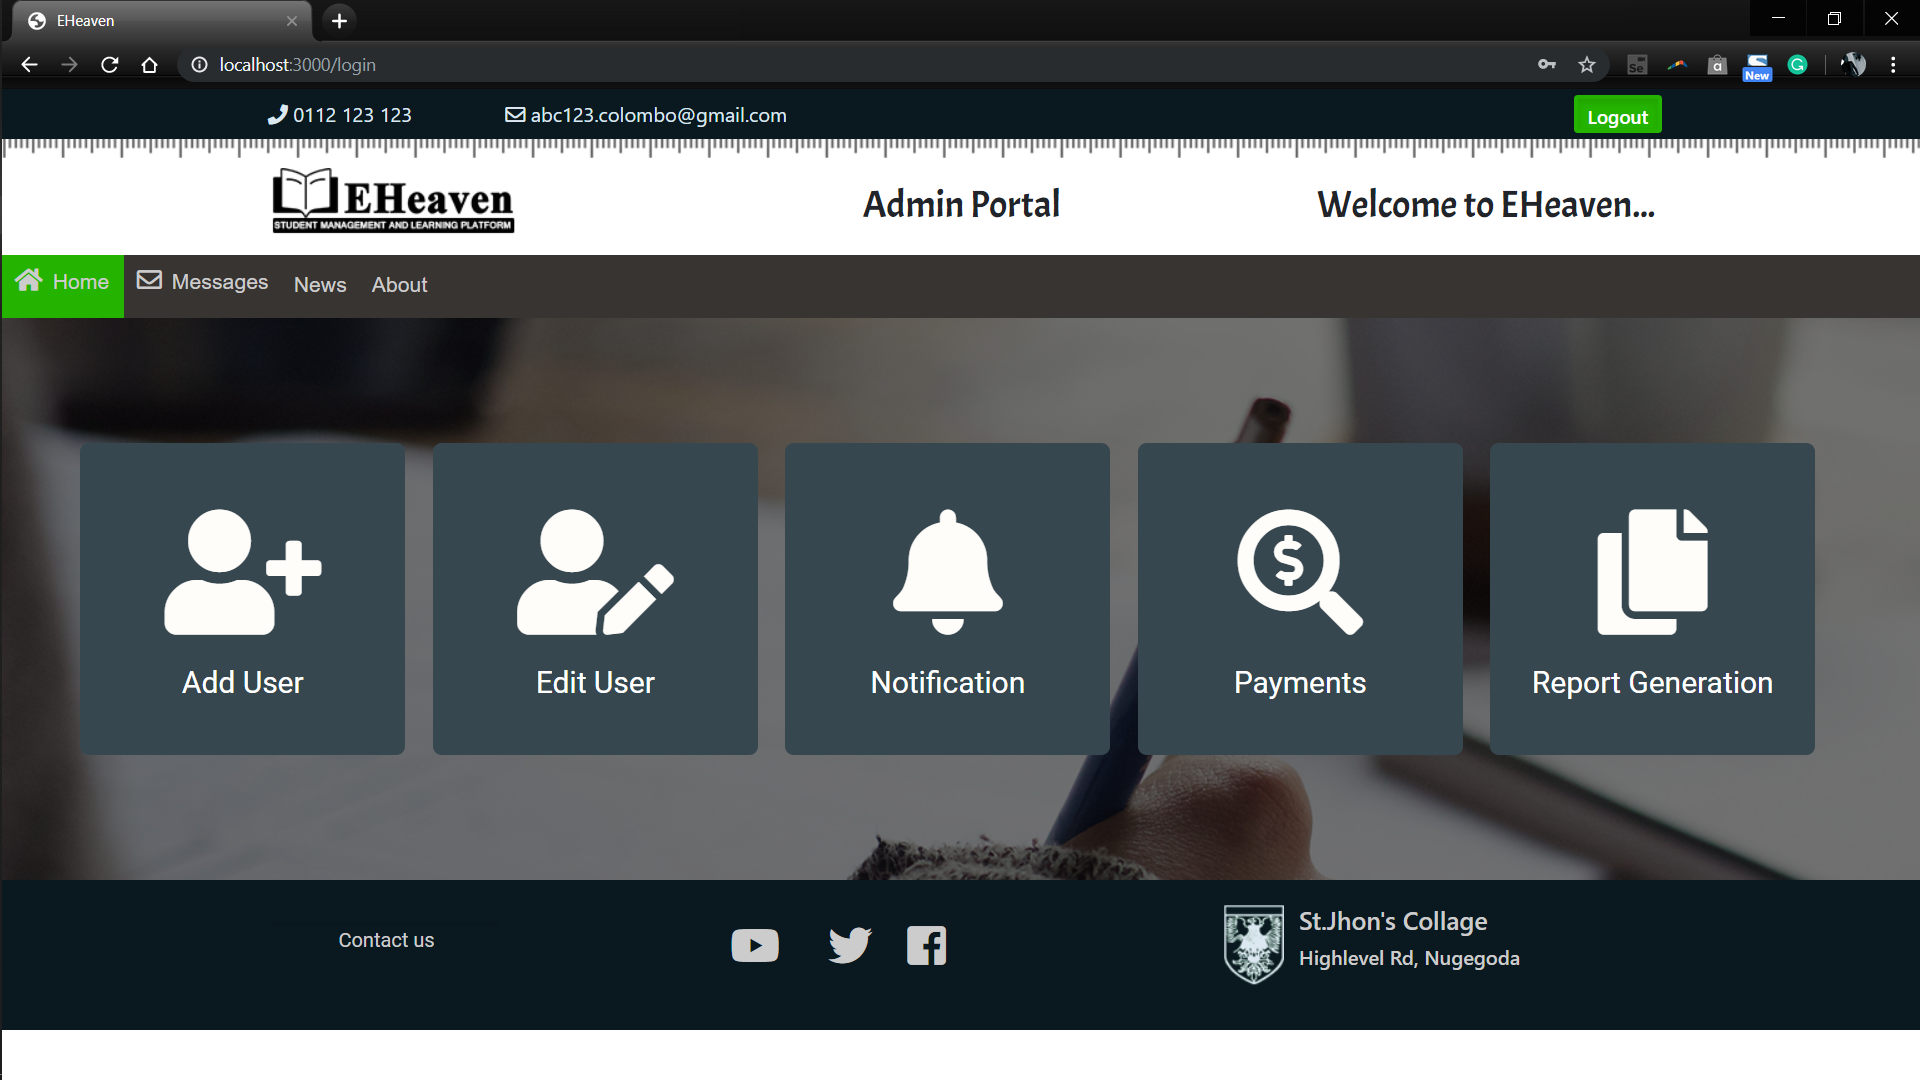 EHeaven
localhost:3000/login
Se
a
New
G
0112 123 123
abc123.colombo@gmail.com
Logout
EHeaven
STUDENT MANAGEMENT AND LEARNING PLATFORM
Admin Portal
Welcome to EHeaven...
Home
Messages
News
About
$
Add User
Edit User
Notification
Payments
Report Generation
Contact us
St.Jhon's Collage
Highlevel Rd, Nugegoda